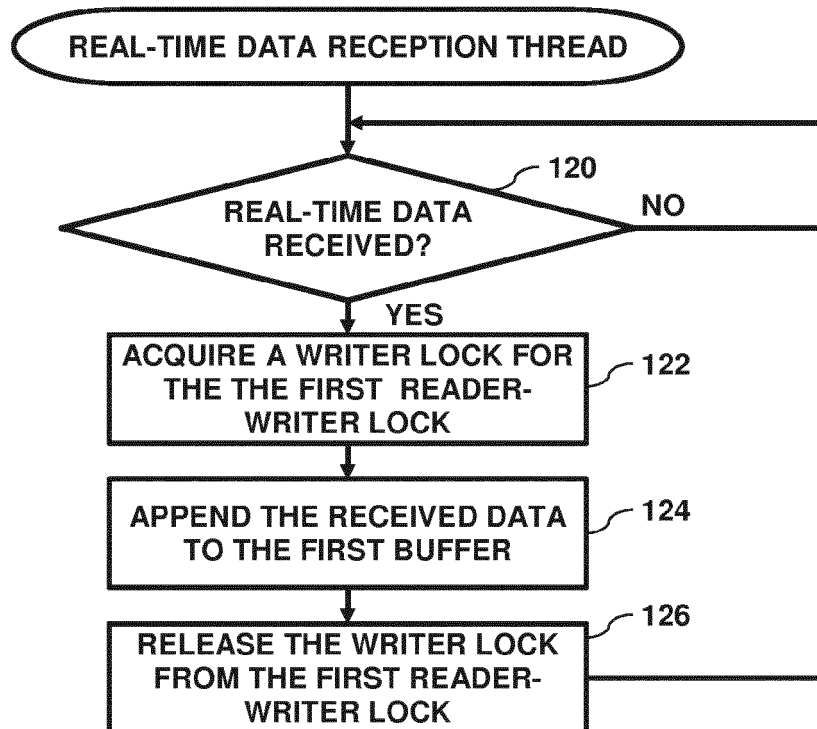 REAL-TIME DATA RECEPTION THREAD
120
REAL-TIME DATA
RECEIVED?
NO
YES
ACQUIRE A WRITER LOCK FOR
THE THE FIRST READER-
WRITER LOCK
122
APPEND THE RECEIVED DATA
TO THE FIRST BUFFER
124
RELEASE THE WRITER LOCK
FROM THE FIRST READER-
WRITER LOCK
126